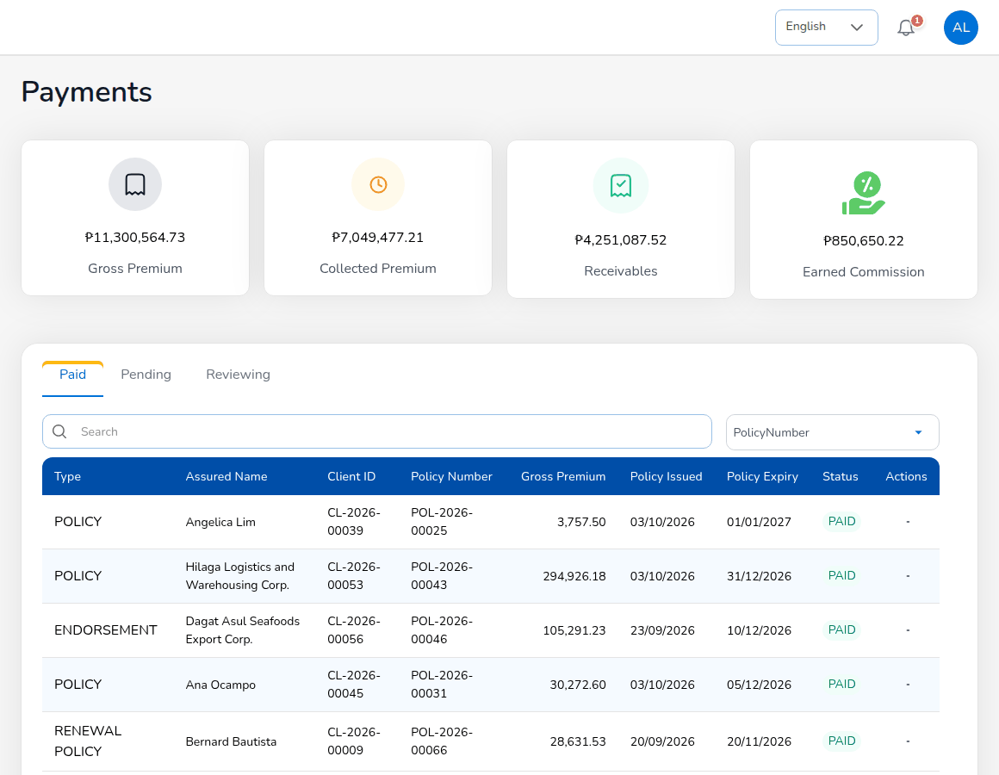 English
1
AL
Payments
₱11,300,564.73
Gross Premium
₱7,049,477.21
Collected Premium
₱4,251,087.52
Receivables
₱850,650.22
Earned Commission
Paid Pending Reviewing
Search
PolicyNumber
Type Assured Name Client ID Policy Number Gross Premium Policy Issued Policy Expiry Status Actions
POLICY Angelica Lim CL-2026-00039 POL-2026-00025 3,757.50 03/10/2026 01/01/2027 PAID -
POLICY Hilaga Logistics and Warehousing Corp. CL-2026-00053 POL-2026-00043 294,926.18 03/10/2026 31/12/2026 PAID -
ENDORSEMENT Dagat Asul Seafoods Export Corp. CL-2026-00056 POL-2026-00046 105,291.23 23/09/2026 10/12/2026 PAID -
POLICY Ana Ocampo CL-2026-00045 POL-2026-00031 30,272.60 03/10/2026 05/12/2026 PAID -
RENEWAL POLICY Bernard Bautista CL-2026-00009 POL-2026-00066 28,631.53 20/09/2026 20/11/2026 PAID -